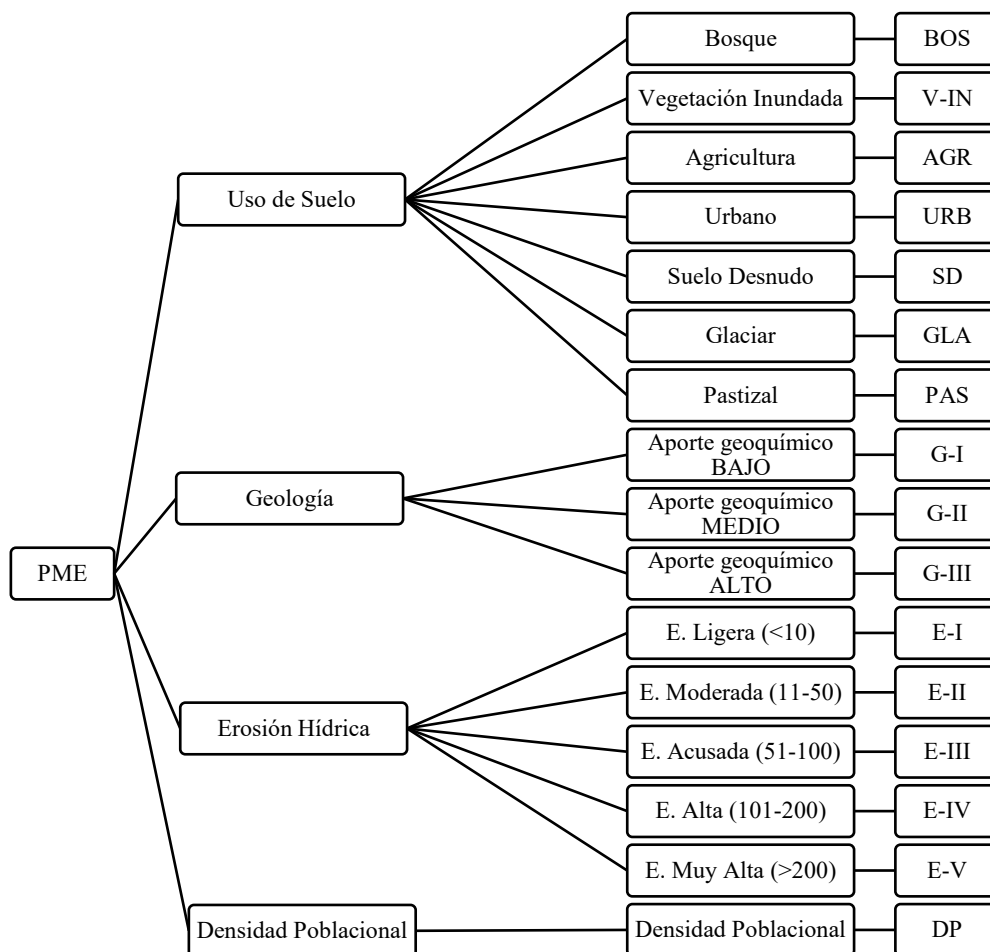 Bosque
BOS
Vegetación Inundada
V-IN
Agricultura
AGR
Uso de Suelo
Urbano
URB
Suelo Desnudo
SD
Glaciar
GLA
Pastizal
PAS
Aporte geoquímico
BAJO
G-I
Geología
Aporte geoquímico
MEDIO
G-II
PME
Aporte geoquímico
ALTO
G-III
E. Ligera (<10)
E-I
E. Moderada (11-50)
E-II
Erosión Hídrica
E. Acusada (51-100)
E-III
E. Alta (101-200)
E-IV
E. Muy Alta (>200)
E-V
Densidad Poblacional
Densidad Poblacional
DP